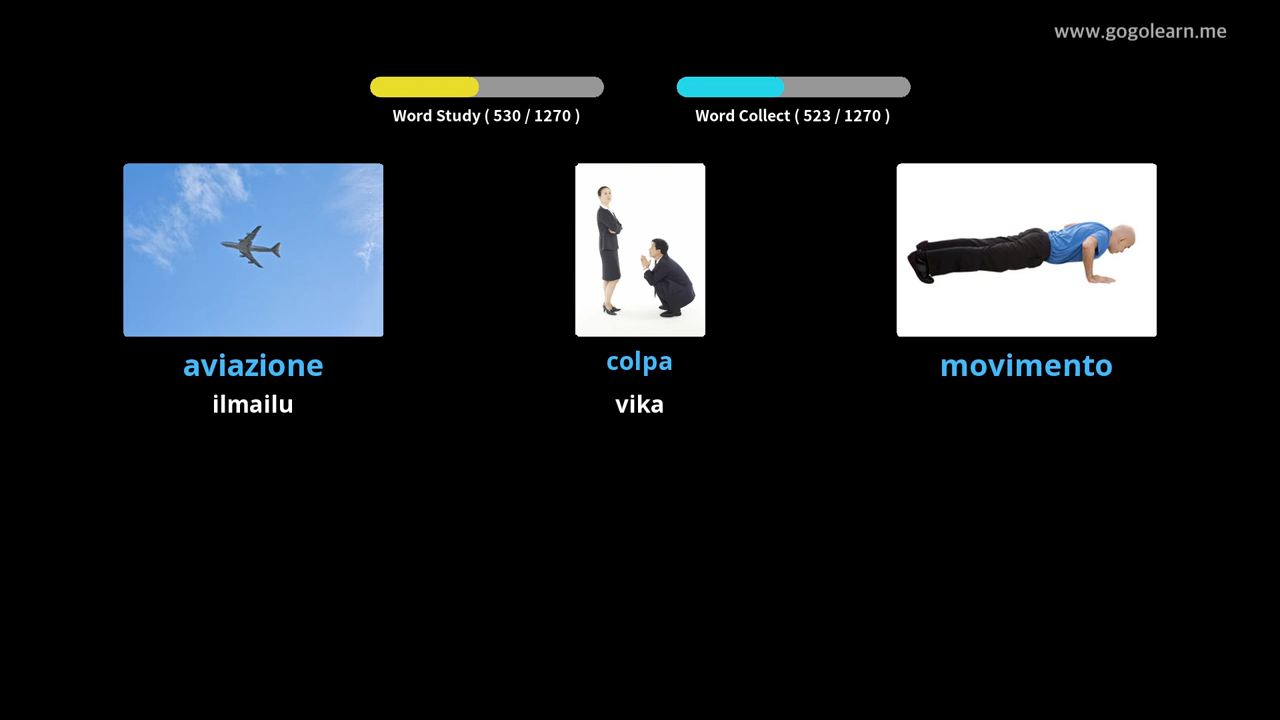 www.gogolearn.me
Word Study ( 530 / 1270 )
Word Collect ( 523 / 1270 )
aviazione
ilmailu
colpa
vika
movimento